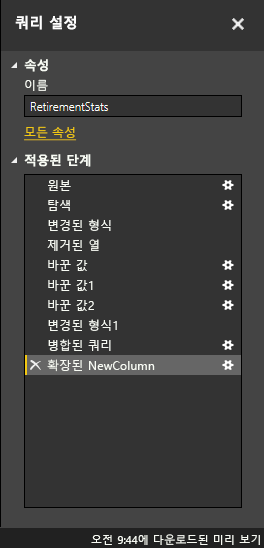 쿼리 설정
속성
이름
RetirementStats
모든 속성
적용된 단계
원본
탐색
변경된 형식
제거된 열
바꾼 값
바꾼 값1
바꾼 값2
변경된 형식1
병합된 쿼리
확장된 NewColumn
오전 9:44에 다운로드된 미리 보기